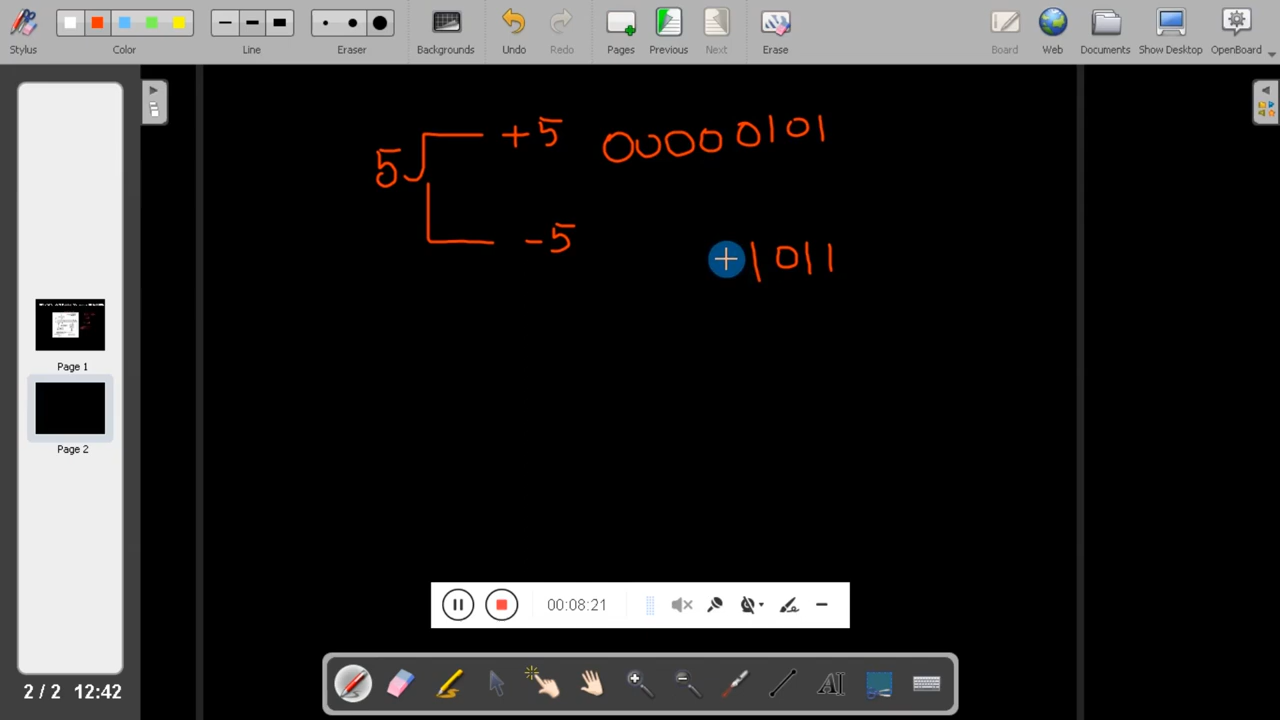 Stylus Color Line Eraser Backgrounds Undo Redo Pages Previous Next Erase Board Web Documents Show Desktop OpenBoard
+5 00000101
5
-5 1011
Page 1
Page 2
00:08:21
2 / 2 12:42